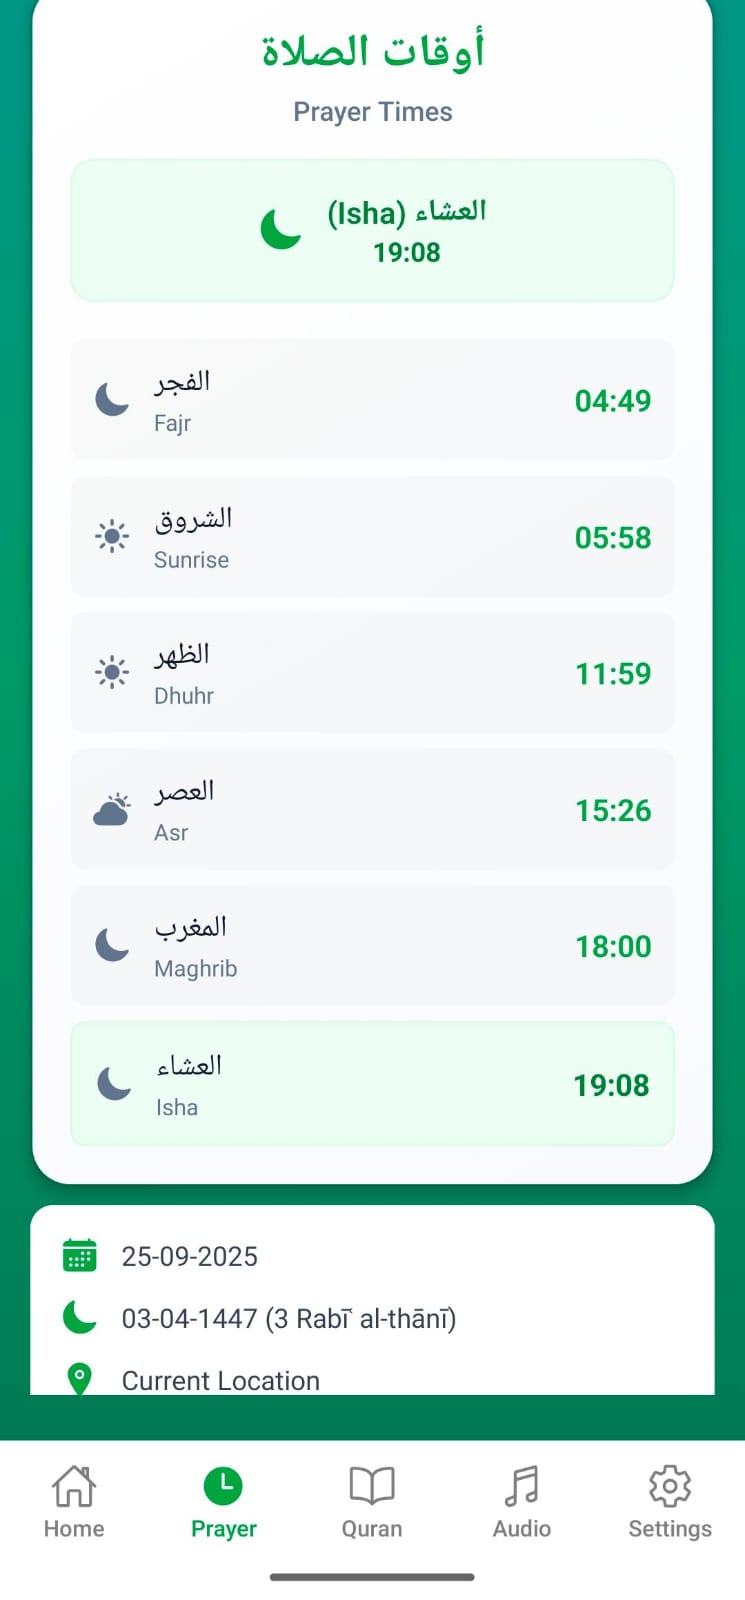 أوقات الصلاة
Prayer Times
العشاء (Isha)
19:08
الفجر
Fajr
04:49
الشروق
Sunrise
05:58
الظهر
Dhuhr
11:59
العصر
Asr
15:26
المغرب
Maghrib
18:00
العشاء
Isha
19:08
25-09-2025
03-04-1447 (3 Rabīʿ al-thānī)
Current Location
Home
Prayer
Quran
Audio
Settings